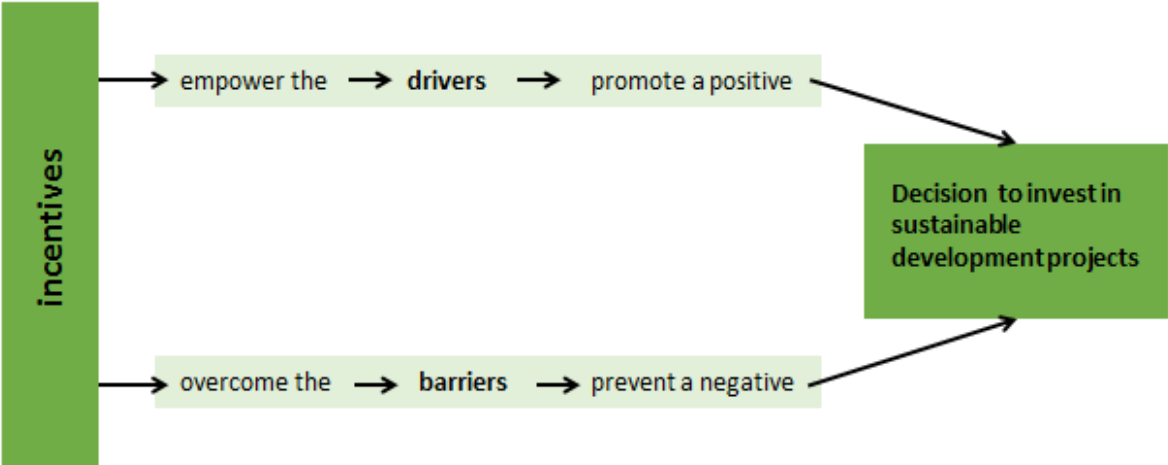 incentives
empower the drivers promote a positive
Decision to invest in
sustainable
development projects
overcome the barriers prevent a negative